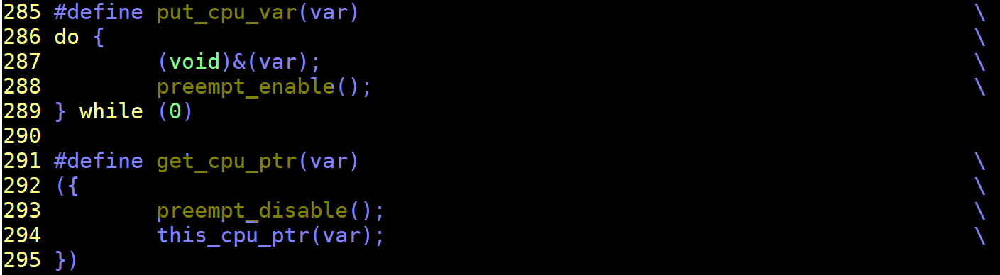 285 #define put_cpu_var(var)                                                \
286 do {                                                                    \
287         (void)&(var);                                                   \
288         preempt_enable();                                               \
289 } while (0)
290
291 #define get_cpu_ptr(var)                                                \
292 ({                                                                      \
293         preempt_disable();                                              \
294         this_cpu_ptr(var);                                              \
295 })